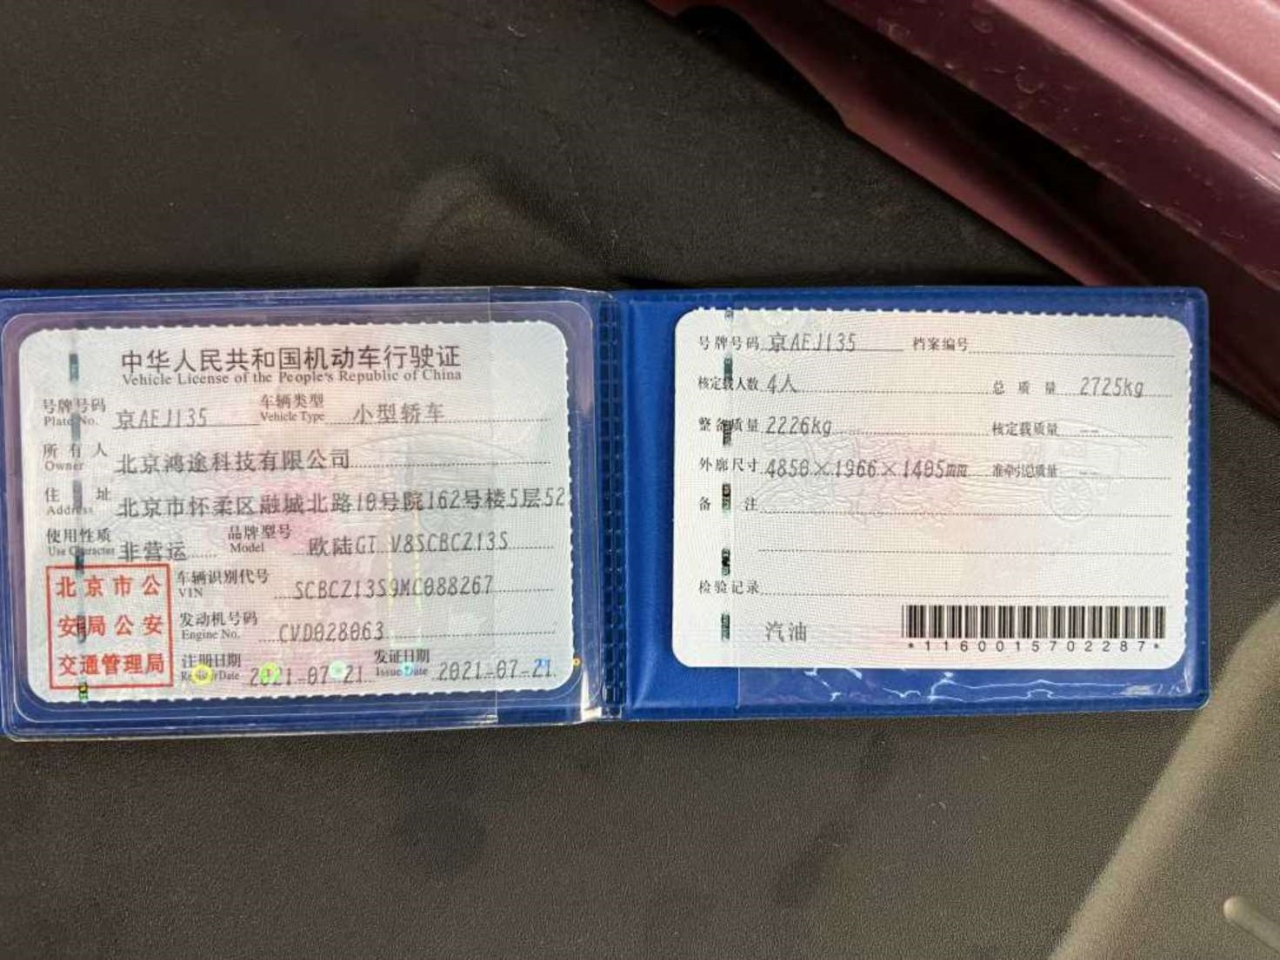 中华人民共和国机动车行驶证
Vehicle License of the People's Republic of China
号牌号码 京AEJ135 车辆类型 小型轿车
Plate No. Vehicle Type
所有人 北京鸿途科技有限公司
Owner
住址 北京市怀柔区融城北路10号院162号楼5层52
Address
使用性质 非营运 品牌型号 欧陆GT V8SCBCZ13S
Use Character Model
北京市公安局公安交通管理局
车辆识别代号 SCBCZ13S9MC088267
VIN
发动机号码 CVD028063
Engine No.
注册日期 2021-07-21 发证日期 2021-07-21
Register Date Issue Date
号牌号码 京AEJ135 档案编号
核定载人数 4人 总质量 2725kg
整备质量 2226kg 核定载质量 --
外廓尺寸 4850×1966×1405mm 准牵引总质量 --
备注
检验记录
汽油
*1160015702287*